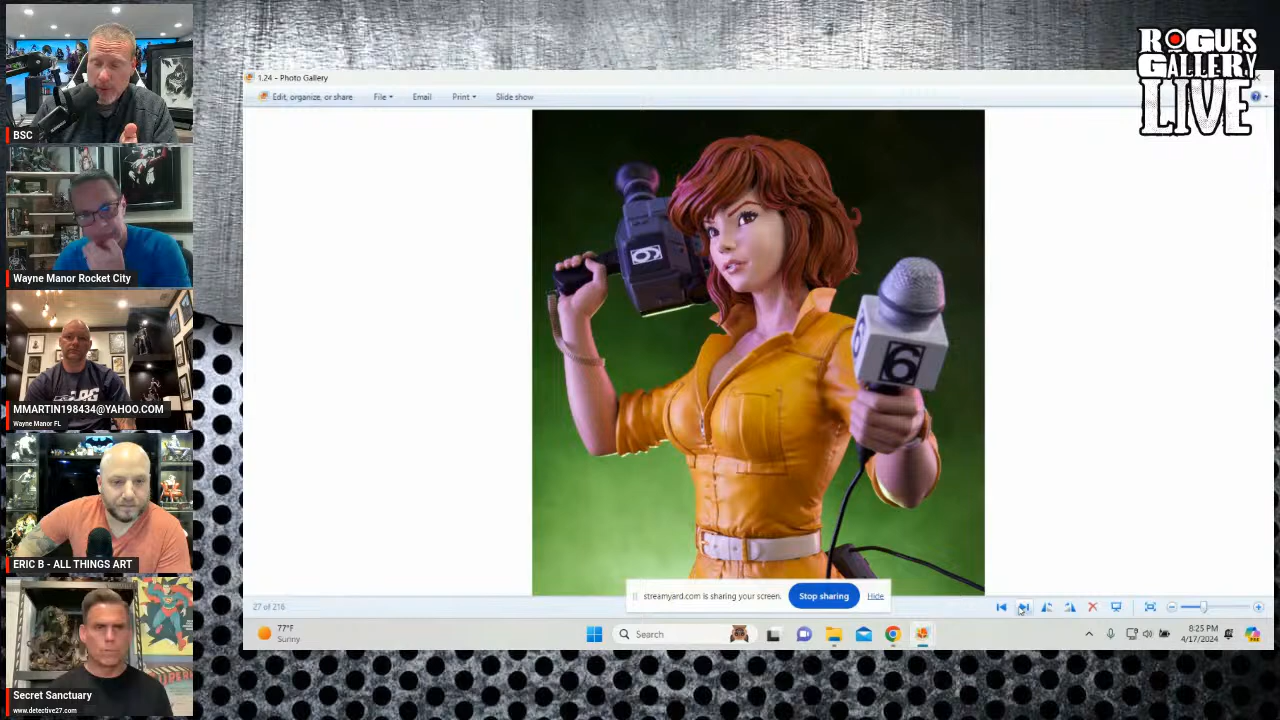 BSC
Wayne Manor Rocket City
MMARTIN198434@YAHOO.COM
Wayne Manor FL
ERIC B - ALL THINGS ART
Secret Sanctuary
www.detective27.com
ROGUES
GALLERY
LIVE
1.24 - Photo Gallery
Edit, organize, or share
File
Email
Print
Slide show
6
6
streamyard.com is sharing your screen.
Stop sharing
Hide
27 of 216
77°F
Sunny
Search
8:25 PM
4/17/2024